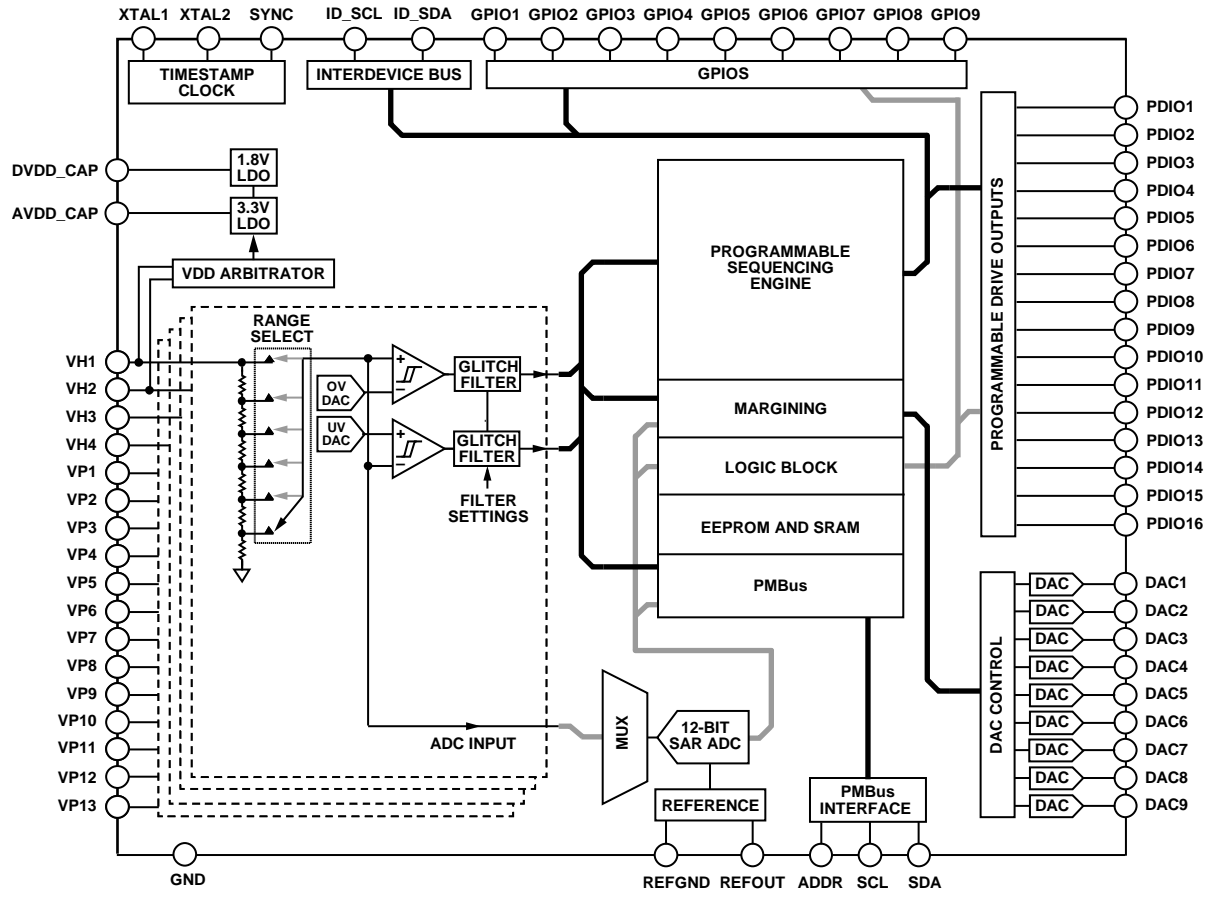 XTAL1 XTAL2 SYNC ID_SCL ID_SDA GPIO1 GPIO2 GPIO3 GPIO4 GPIO5 GPIO6 GPIO7 GPIO8 GPIO9
TIMESTAMP
CLOCK
INTERDEVICE BUS
GPIOS
DVDD_CAP
1.8V
LDO
AVDD_CAP
3.3V
LDO
VDD ARBITRATOR
RANGE
SELECT
VH1
VH2
VH3
VH4
VP1
VP2
VP3
VP4
VP5
VP6
VP7
VP8
VP9
VP10
VP11
VP12
VP13
+
−
OV
DAC
GLITCH
FILTER
UV
DAC
+
−
GLITCH
FILTER
FILTER
SETTINGS
PROGRAMMABLE
SEQUENCING
ENGINE
MARGINING
LOGIC BLOCK
EEPROM AND SRAM
PMBus
ADC INPUT
MUX
12-BIT
SAR ADC
REFERENCE
PMBus
INTERFACE
PROGRAMMABLE DRIVE OUTPUTS
PDIO1
PDIO2
PDIO3
PDIO4
PDIO5
PDIO6
PDIO7
PDIO8
PDIO9
PDIO10
PDIO11
PDIO12
PDIO13
PDIO14
PDIO15
PDIO16
DAC CONTROL
DAC DAC1
DAC DAC2
DAC DAC3
DAC DAC4
DAC DAC5
DAC DAC6
DAC DAC7
DAC DAC8
DAC DAC9
GND
REFGND REFOUT ADDR SCL SDA